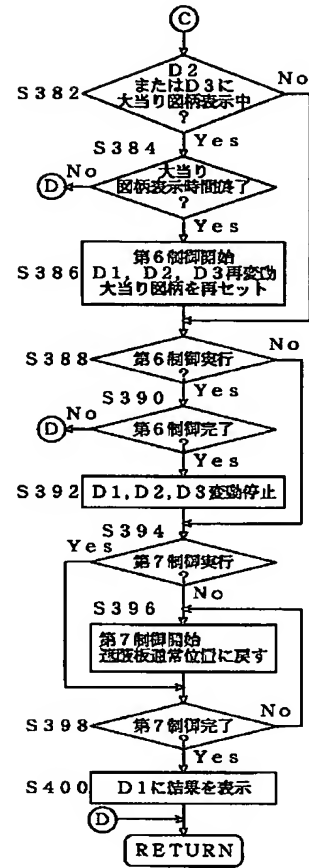 C
D2
またはD3に
大当り図柄表示中
?
No
S382
Yes
S384
大当り
図柄表示時間終了
?
No
D
Yes
第6制御開始
S386
D1, D2, D3再変動
大当り図柄を再セット
S388
第6制御実行
?
No
Yes
S390
No
D
第6制御完了
?
Yes
S392
D1, D2, D3変動停止
S394
Yes
第7制御実行
?
No
S396
第7制御開始
遮蔽板通常位置に戻す
S398
第7制御完了
?
No
Yes
S400
D1に結果を表示
D
RETURN